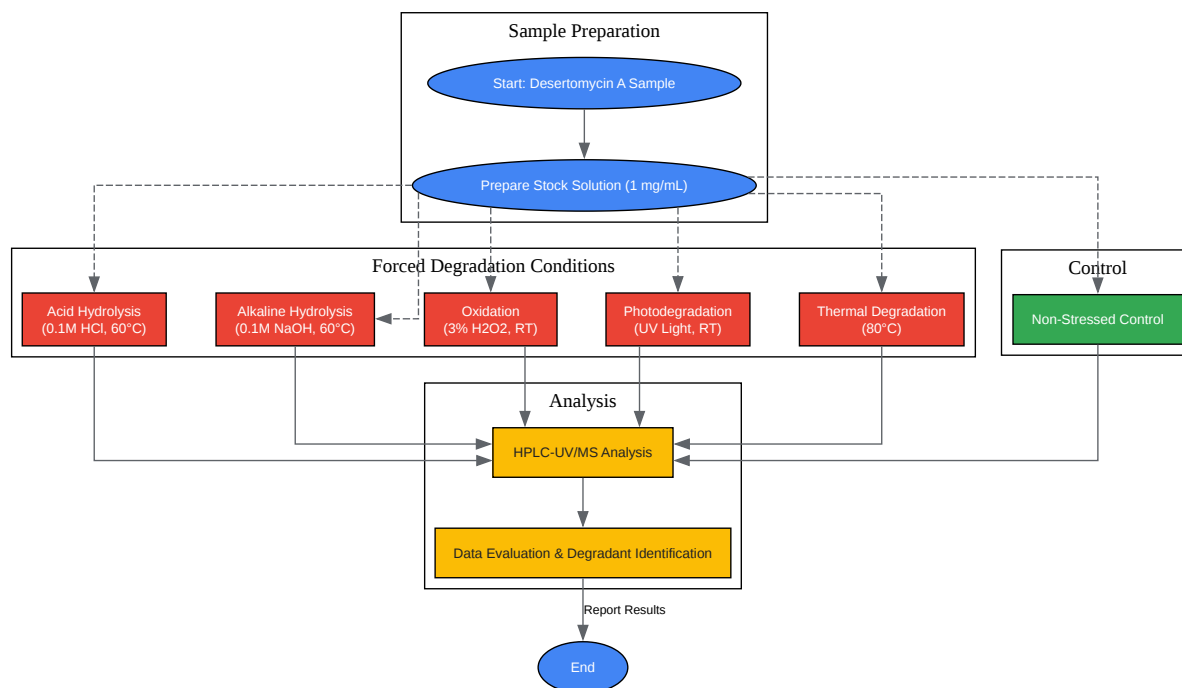 Sample Preparation
Start: Desertomycin A Sample
Prepare Stock Solution (1 mg/mL)
Forced Degradation Conditions
Control
Acid Hydrolysis
(0.1M HCl, 60°C)
Alkaline Hydrolysis
(0.1M NaOH, 60°C)
Oxidation
(3% H2O2, RT)
Photodegradation
(UV Light, RT)
Thermal Degradation
(80°C)
Non-Stressed Control
Analysis
HPLC-UV/MS Analysis
Data Evaluation & Degradant Identification
Report Results
End